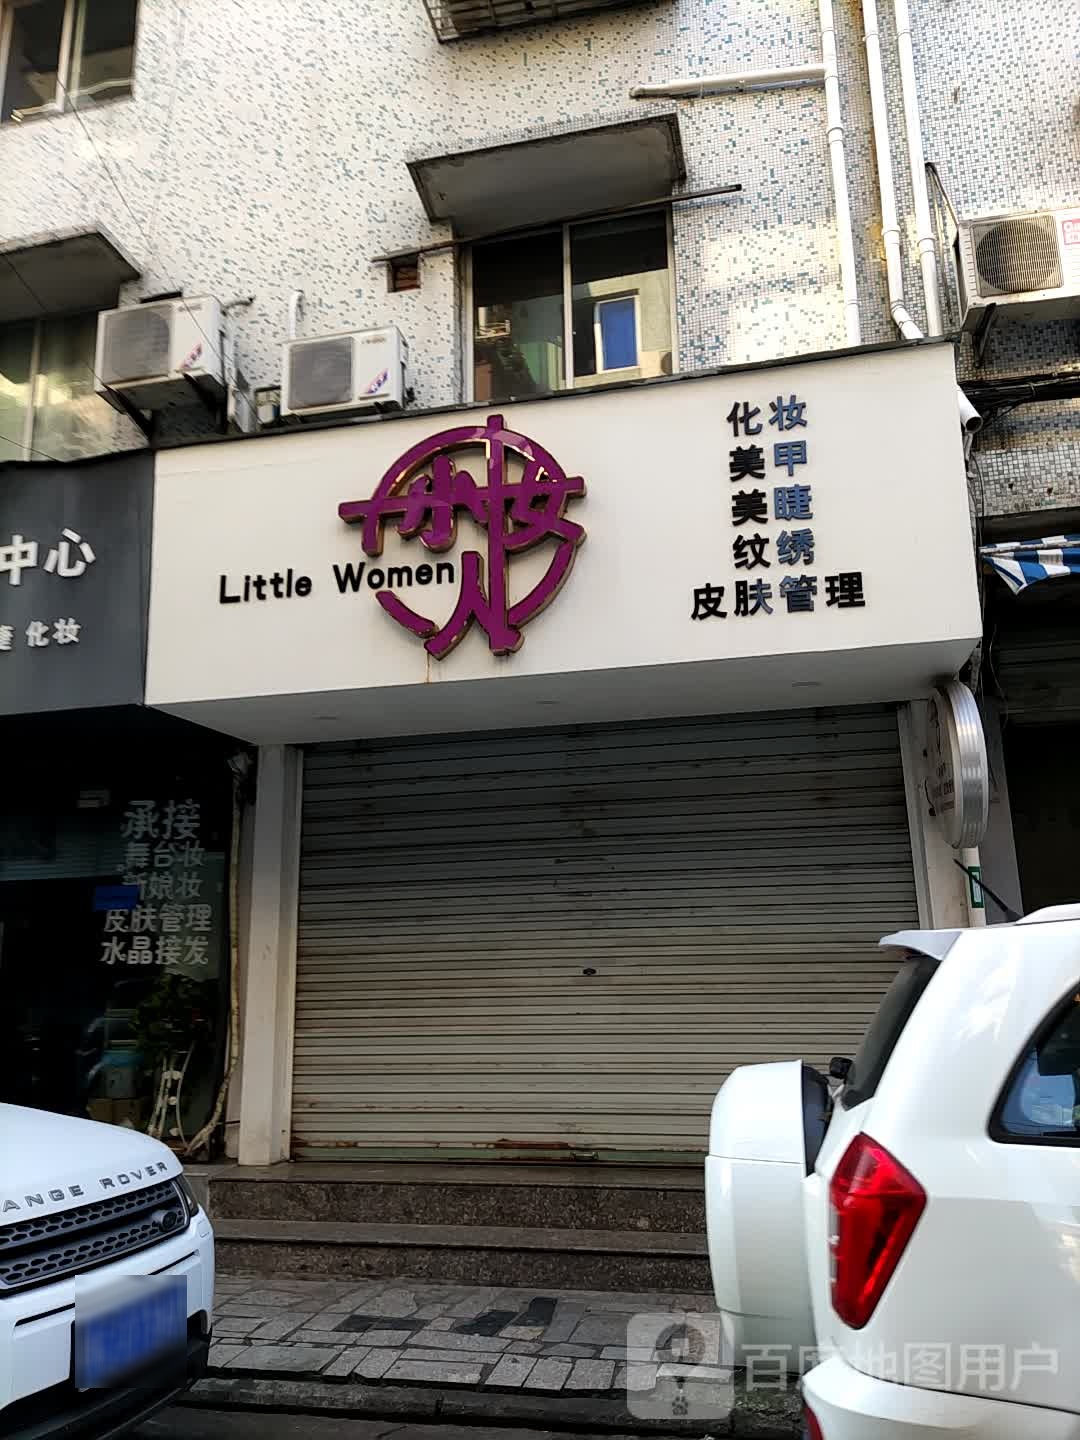 化妆
美甲
美睫
纹绣
皮肤管理
小妇人
Little Women
中心
睫 化妆
承接
舞台妆
新娘妆
皮肤管理
水晶接发
RANGE ROVER
百度地图用户